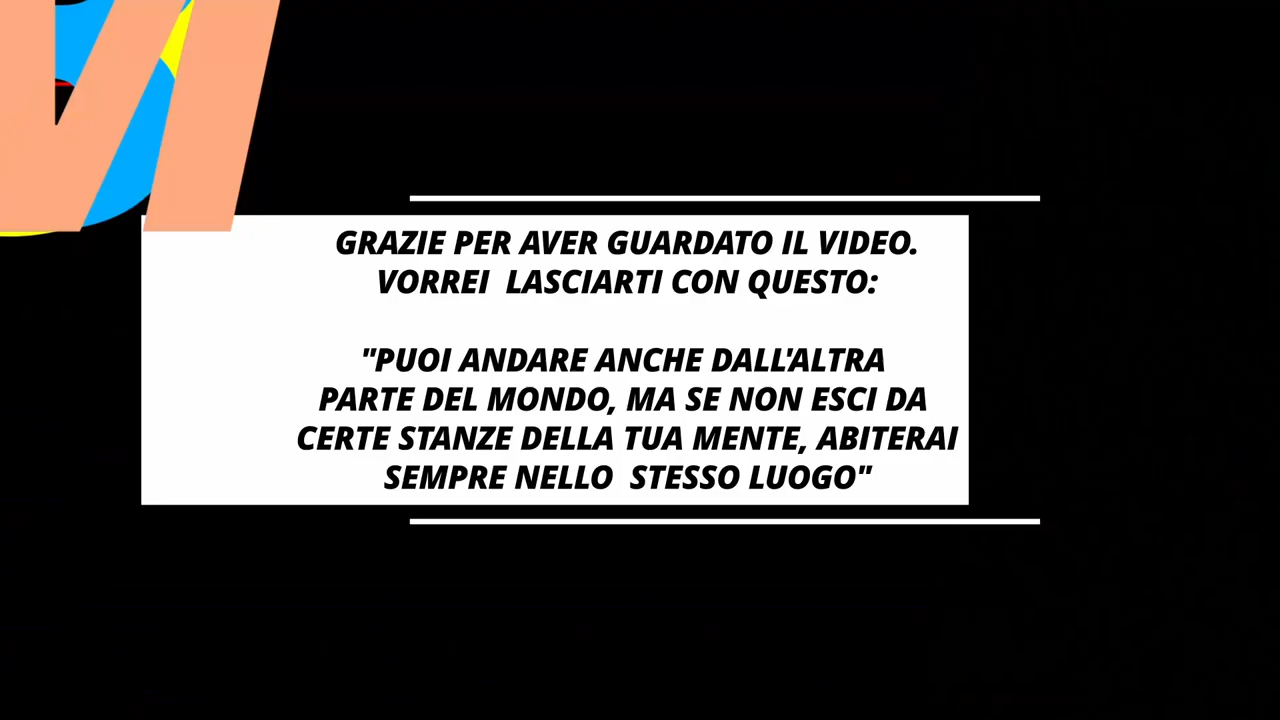 GRAZIE PER AVER GUARDATO IL VIDEO.
VORREI LASCIARTI CON QUESTO:
"PUOI ANDARE ANCHE DALL'ALTRA
PARTE DEL MONDO, MA SE NON ESCI DA
CERTE STANZE DELLA TUA MENTE, ABITERAI
SEMPRE NELLO STESSO LUOGO"